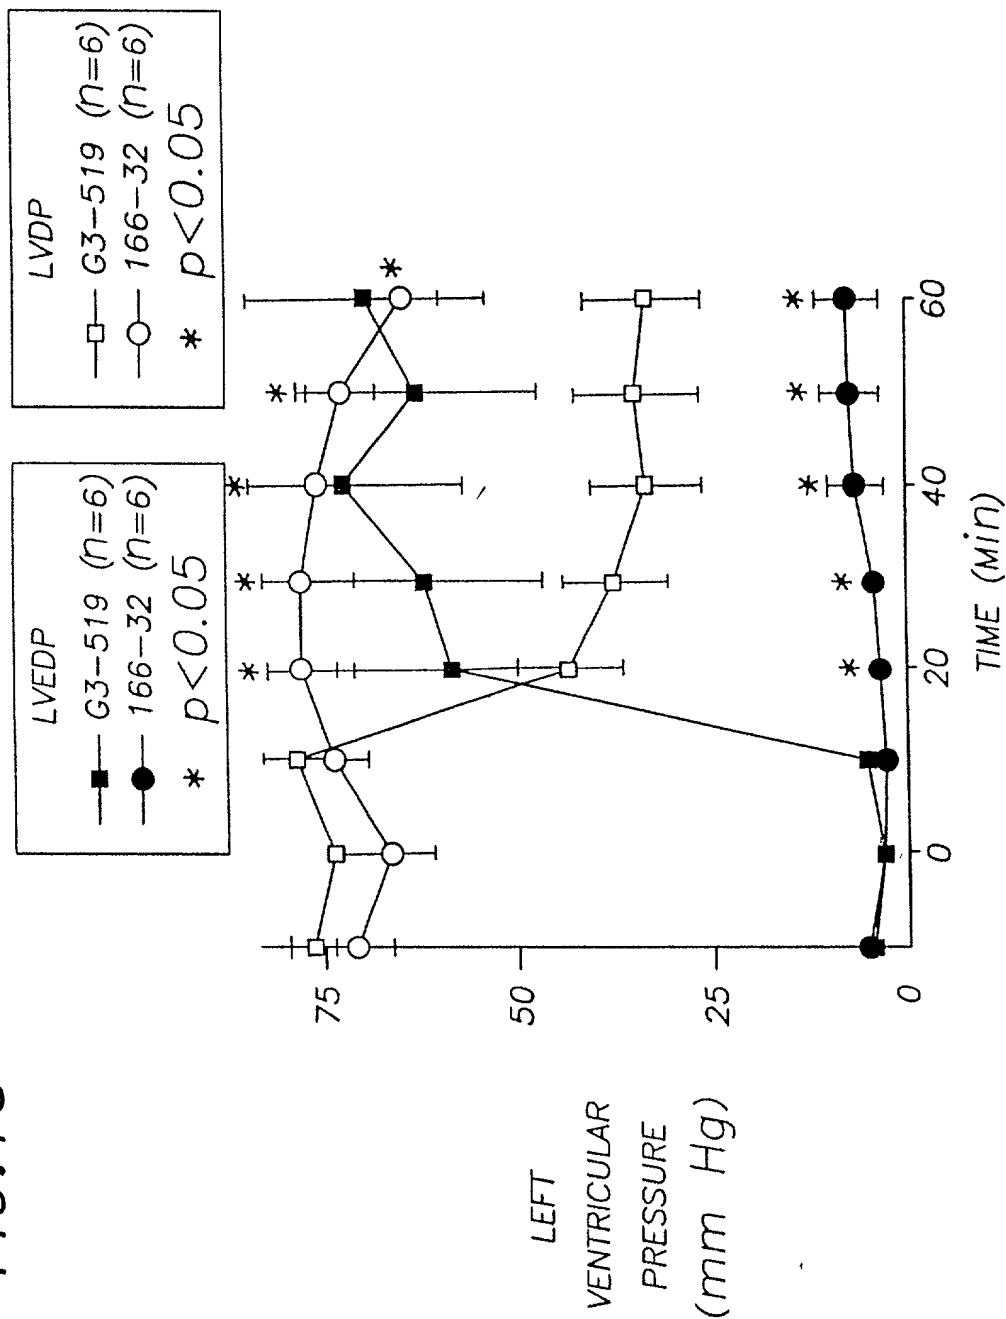 LVEDP
G3-519 (n=6)
166-32 (n=6)
* p<0.05
LVDP
G3-519 (n=6)
166-32 (n=6)
* p<0.05
LEFT
VENTRICULAR
PRESSURE
(mm Hg)
75
50
25
0
0
20
40
60
TIME (Min)